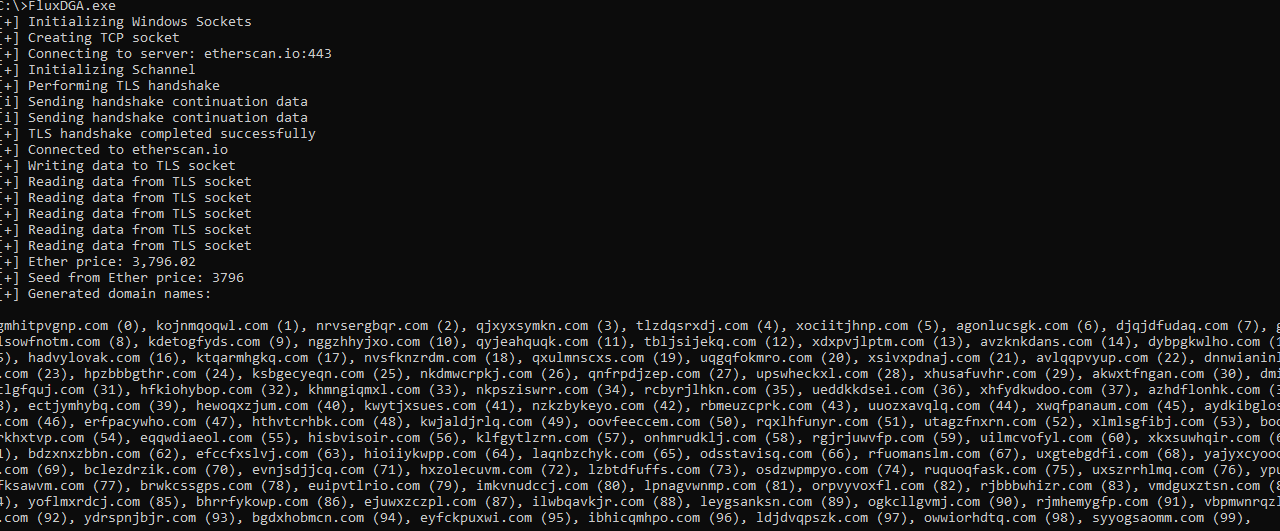 C:\>FluxDGA.exe
[+] Initializing Windows Sockets
[+] Creating TCP socket
[+] Connecting to server: etherscan.io:443
[+] Initializing Schannel
[+] Performing TLS handshake
[i] Sending handshake continuation data
[i] Sending handshake continuation data
[+] TLS handshake completed successfully
[+] Connected to etherscan.io
[+] Writing data to TLS socket
[+] Reading data from TLS socket
[+] Reading data from TLS socket
[+] Reading data from TLS socket
[+] Reading data from TLS socket
[+] Reading data from TLS socket
[+] Ether price: 3,796.02
[+] Seed from Ether price: 3796
[+] Generated domain names:
gmhitpvgnp.com (0), kojnmqoqwl.com (1), nrvsergbqr.com (2), qjxyxsymkn.com (3), tlzdqsrxdj.com (4), xociitjhnp.com (5), agonlucsgk.com (6), djqjdfudaq.com (7), g
lsowfnotm.com (8), kdetogfyds.com (9), nggzhhyjxo.com (10), qyjeahquqk.com (11), tbljsijekq.com (12), xdxpvjlptm.com (13), avzknkdans.com (14), dybpgkwlho.com (1
5), hadvylovak.com (16), ktqarmhgkq.com (17), nvsfknzrdm.com (18), qxulmnscxs.com (19), uqgqfokmro.com (20), xsivxpdnaj.com (21), avlqqpvyup.com (22), dnnwianinl
.com (23), hpzbbbgthr.com (24), ksbgecyeqn.com (25), nkdmwcrpkj.com (26), qnfrpdjzep.com (27), upswheckxl.com (28), xhusafuvhr.com (29), akwxtfngan.com (30), dmi
clgfquj.com (31), hfkiohybop.com (32), khmngiqmxl.com (33), nkpsziswrr.com (34), rcbyrjlhkn.com (35), ueddkkdsei.com (36), xhfydkwdoo.com (37), azhdflonhk.com (3
8), ectjymhybq.com (39), hewoqxzjum.com (40), kwytjxsues.com (41), nzkzbykeyo.com (42), rbmeuzcprk.com (43), uuozxavqlq.com (44), xwqfpanaum.com (45), aydkibglos
.com (46), erfpacywho.com (47), hthvtcrhbk.com (48), kwjaldjrlq.com (49), oovfeeccem.com (50), rqxlhfunyr.com (51), utagzfnxrn.com (52), xlmlsgfibj.com (53), boo
rkhxtvp.com (54), eqqwdiaeol.com (55), hisbvisoir.com (56), klfgytlzrn.com (57), onhmrudklj.com (58), rgjrjuwvfp.com (59), uilmcvofyl.com (60), xkxsuwhqir.com (6
1), bdzxnxzbbn.com (62), efccfxslvj.com (63), hioiiykwpp.com (64), laqnbzchyk.com (65), odsstavisq.com (66), rfuomanslm.com (67), uxgtebgdfi.com (68), yajyxcyooo
.com (69), bclezdrzik.com (70), evnjsdjjcq.com (71), hxzolecuvm.com (72), lzbtdfuffs.com (73), osdzwpmpyo.com (74), ruquoqfask.com (75), uxszrrhlmq.com (76), ypu
fksawvm.com (77), brwkcssgps.com (78), euipvtlrio.com (79), imkvnudccj.com (80), lpnagvwnmp.com (81), orpvyvoxfl.com (82), rjbbbwhizr.com (83), vmdguxztsn.com (8
4), yoflmxrdcj.com (85), bhrrfykowp.com (86), ejuwxzczpl.com (87), ilwbqavkjr.com (88), leygsanksn.com (89), ogkcllgvmj.com (90), rjmhemygfp.com (91), vbpmwnrqzl
.com (92), ydrspnjbjr.com (93), bgdxhobmcn.com (94), eyfckpuxwi.com (95), ibhicqmhpo.com (96), ldjdvqpszk.com (97), owwiorhdtq.com (98), syyogsaomm.com (99),